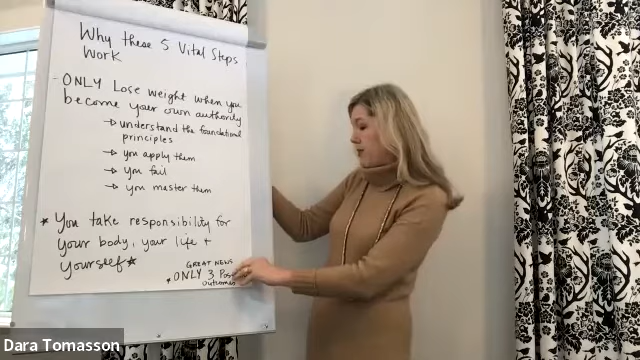 Why these 5 Vital Steps
Work
- ONLY Lose weight when you
become your own authority
→ understand the foundational
principles
→ you apply them
→ you fail
→ you master them
* You take responsibility for
your body, your life +
yourself *
GREAT NEWS
* ONLY 3 Pos
outcomes
Dara Tomasson